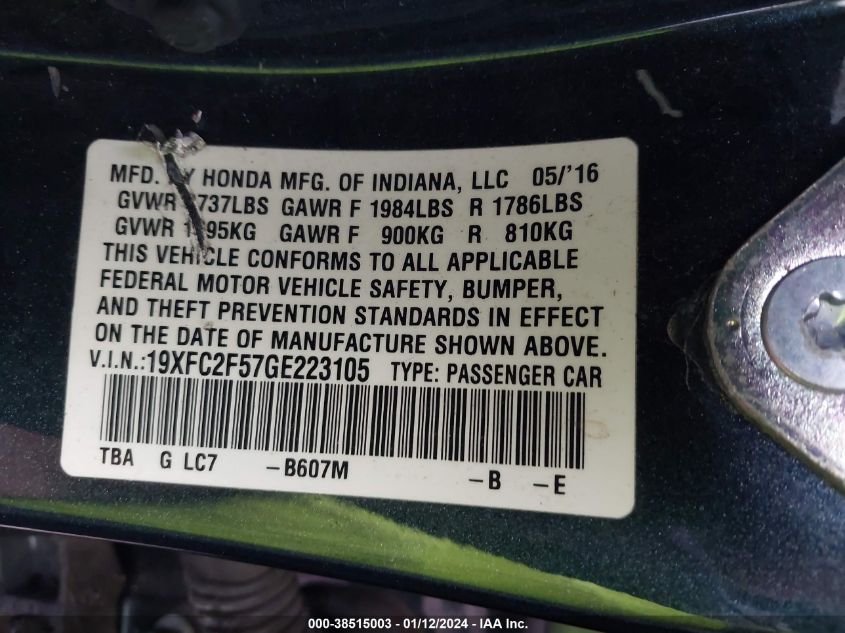 MFD. HONDA MFG. OF INDIANA, LLC 05/'16
GVWR GAWR F 1984LBS R 1786LBS
GVWR GAWR F 900KG R 810KG
THIS VEHICLE CONFORMS TO ALL APPLICABLE
FEDERAL MOTOR VEHICLE SAFETY, BUMPER,
AND THEFT PREVENTION STANDARDS IN EFFECT
ON THE DATE OF MANUFACTURE SHOWN ABOVE.
V.I.N.:19XFC2F57GE223105 TYPE: PASSENGER CAR
TBA G LC7 -B607M -B -E
000-38515003 - 01/12/2024 - IAA Inc.